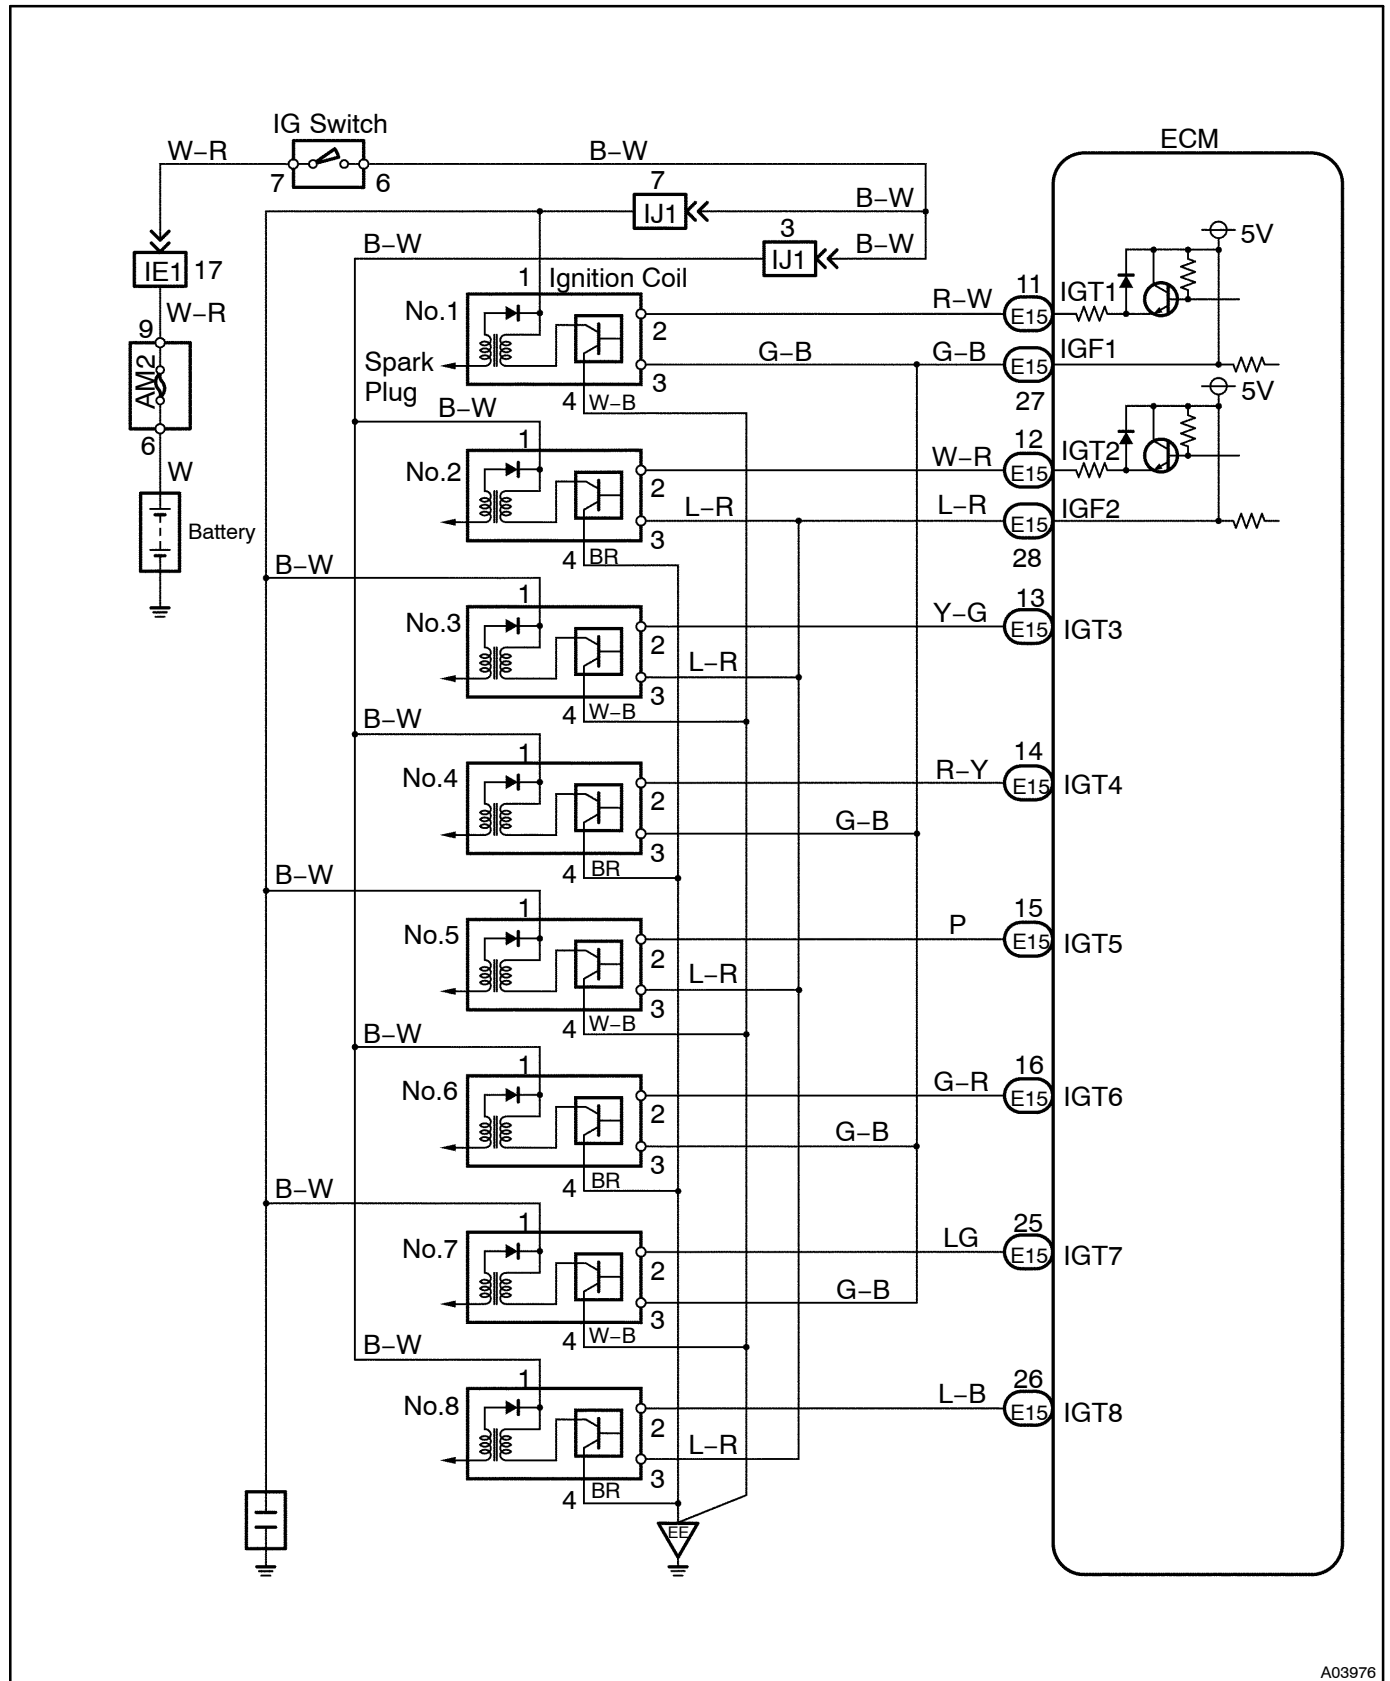 IG Switch
ECM
W–R
B–W
7
6
7
IJ1
B–W
3
B–W
IJ1
B–W
5V
IE1
17
1
Ignition Coil
11
IGT1
No.1
R–W
E15
W–R
2
9
G–B
G–B
IGF1
E15
AM2
Spark
Plug
3
27
5V
4
W–B
B–W
6
1
12
IGT2
W
No.2
W–R
E15
2
L–R
L–R
IGF2
E15
Battery
3
28
4
BR
B–W
1
13
No.3
Y–G
E15
IGT3
2
L–R
3
4
W–B
B–W
1
14
No.4
R–Y
E15
IGT4
2
G–B
3
4
BR
B–W
1
15
No.5
P
E15
IGT5
2
L–R
3
4
W–B
B–W
1
16
No.6
G–R
E15
IGT6
2
G–B
3
4
BR
B–W
1
25
No.7
LG
E15
IGT7
2
G–B
3
4
W–B
B–W
1
26
No.8
L–B
E15
IGT8
2
L–R
3
4
BR
EE
A03976